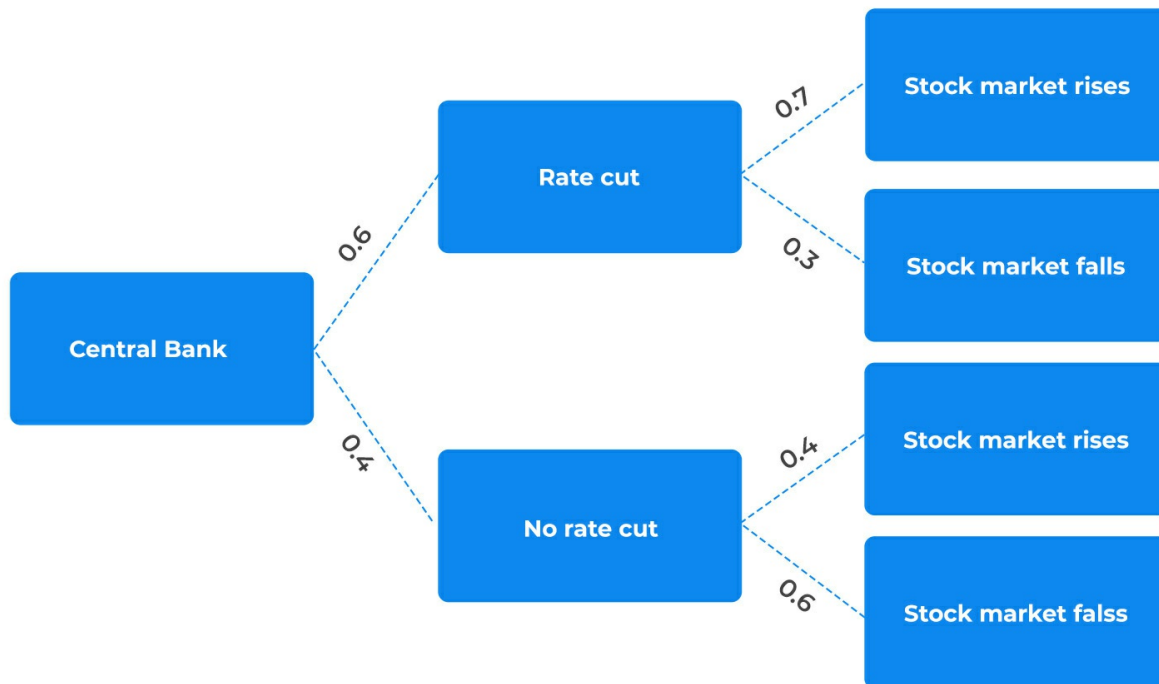 Stock market rises
0.7
Rate cut
0.6
0.3
Stock market falls
Central Bank
0.4
Stock market rises
0.4
No rate cut
0.6
Stock market falss